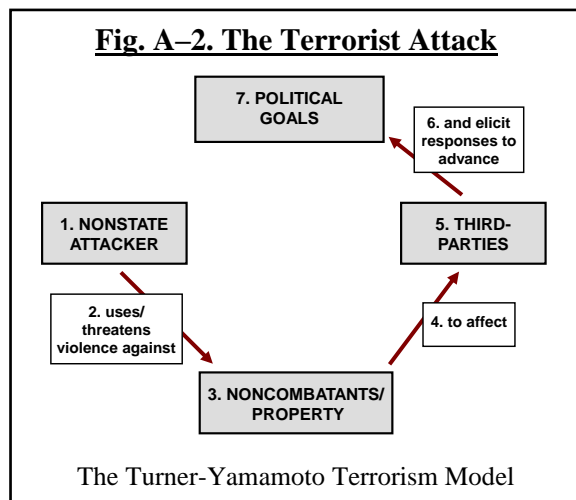 Fig. A–2. The Terrorist Attack
7. POLITICAL
GOALS
6. and elicit
responses to
advance
1. NONSTATE
ATTACKER
5. THIRD-
PARTIES
2. uses/
threatens
violence against
4. to affect
3. NONCOMBATANTS/
PROPERTY
The Turner-Yamamoto Terrorism Model